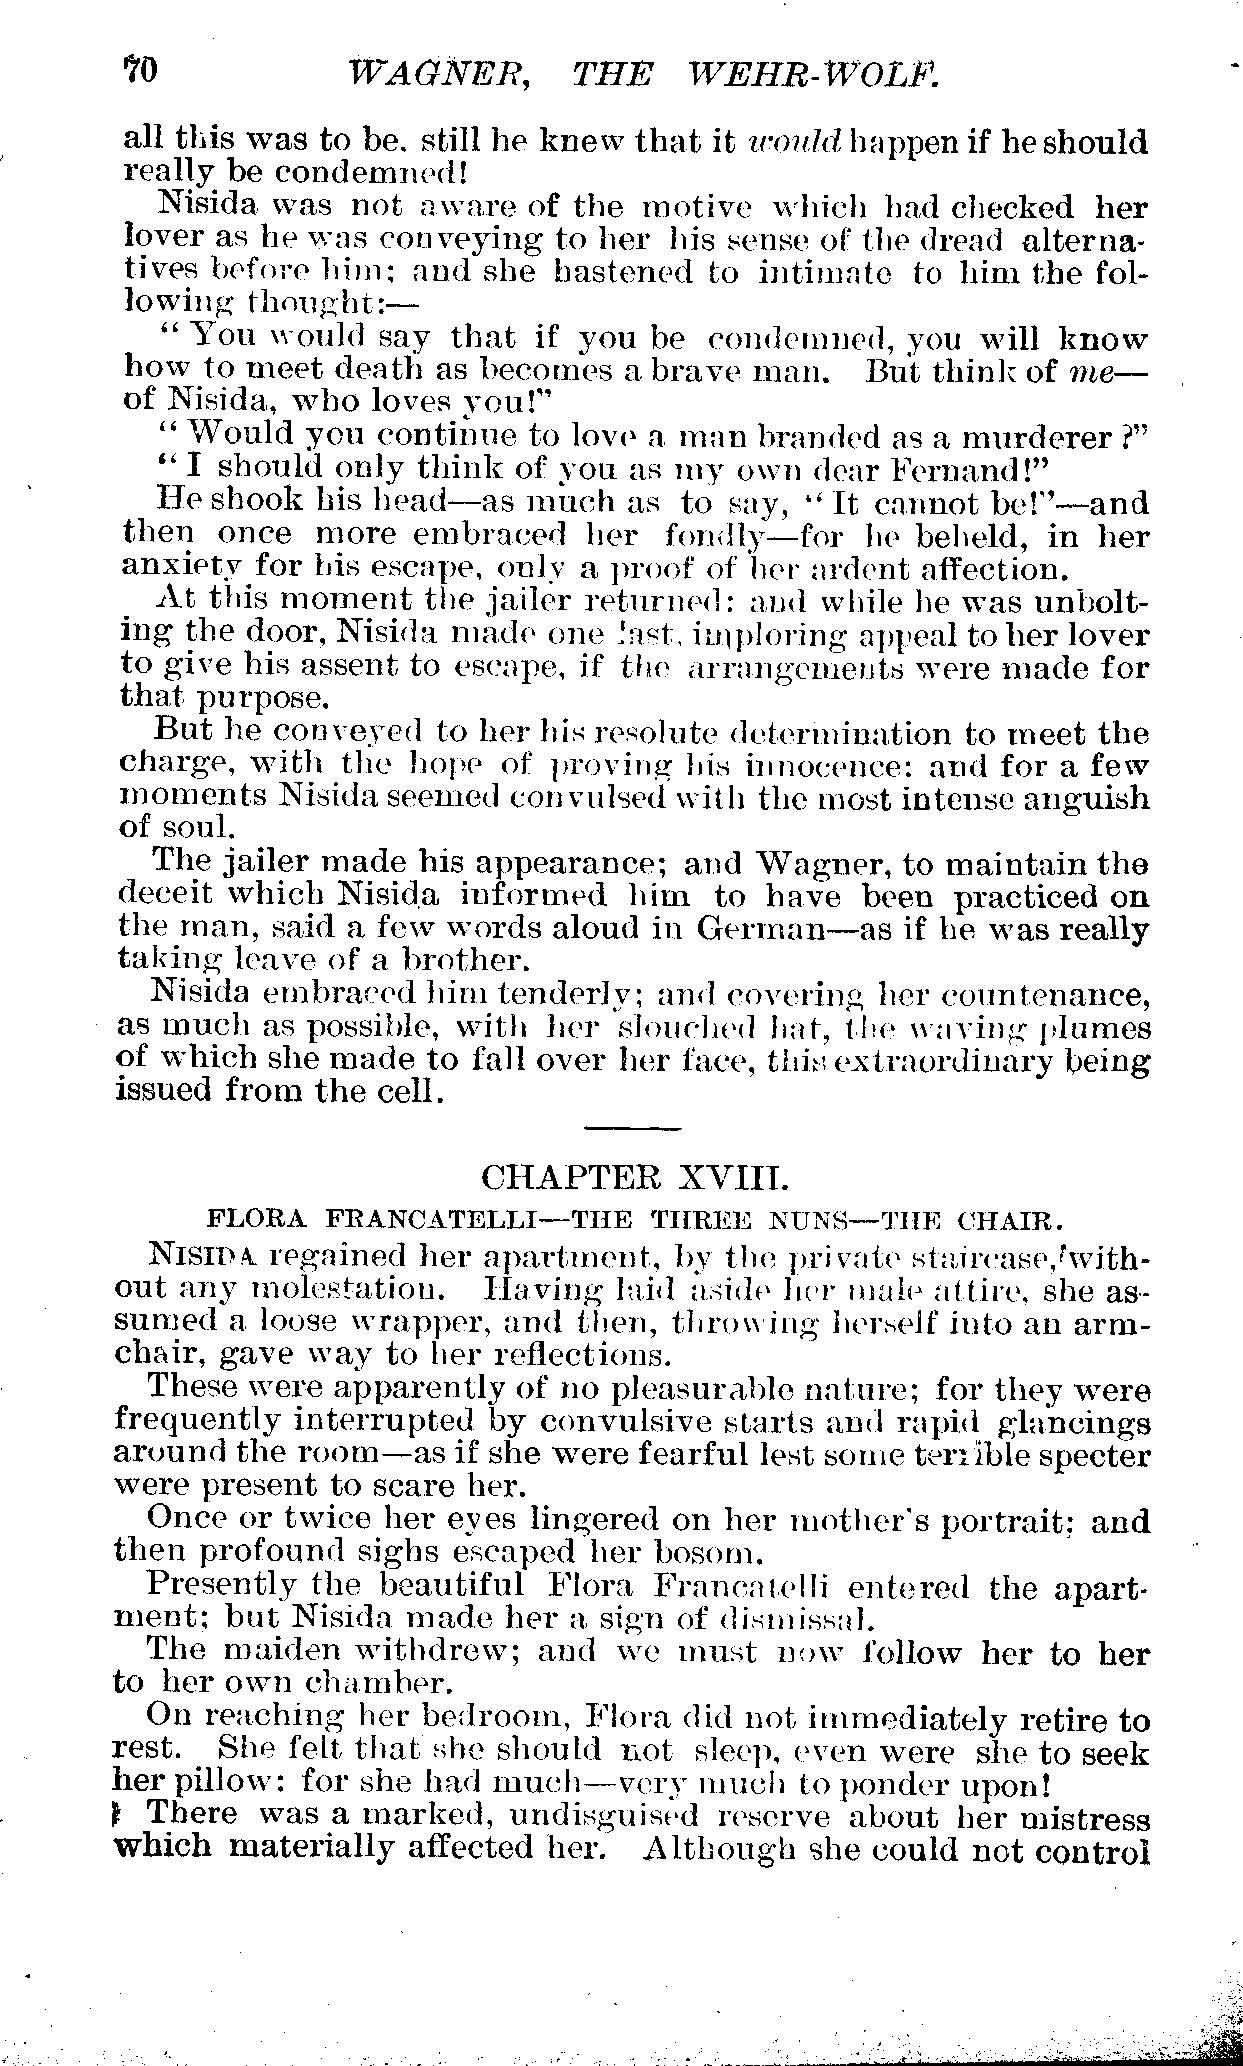 70 WAGNER, THE WEHR-WOLF.
all this was to be, still he knew that it would happen if he should
really be condemned!
Nisida was not aware of the motive which had checked her
lover as he was conveying to her his sense of the dread alterna-
tives before him; and she hastened to intimate to him the fol-
lowing thought:—
“ You would say that if you be condemned, you will know
how to meet death as becomes a brave man. But think of me—
of Nisida, who loves you!”
“ Would you continue to love a man branded as a murderer ?”
“ I should only think of you as my own dear Fernand!”
He shook his head—as much as to say, “ It cannot be!”—and
then once more embraced her fondly—for he beheld, in her
anxiety for his escape, only a proof of her ardent affection.
At this moment the jailer returned: and while he was unbolt-
ing the door, Nisida made one last, imploring appeal to her lover
to give his assent to escape, if the arrangements were made for
that purpose.
But he conveyed to her his resolute determination to meet the
charge, with the hope of proving his innocence: and for a few
moments Nisida seemed convulsed with the most intense anguish
of soul.
The jailer made his appearance; and Wagner, to maintain the
deceit which Nisida informed him to have been practiced on
the man, said a few words aloud in German—as if he was really
taking leave of a brother.
Nisida embraced him tenderly; and covering her countenance,
as much as possible, with her slouched hat, the waving plumes
of which she made to fall over her face, this extraordinary being
issued from the cell.
CHAPTER XVIII.
FLORA FRANCATELLI—THE THREE NUNS—THE CHAIR.
NISIDA regained her apartment, by the private staircase, with-
out any molestation. Having laid aside her male attire, she as-
sumed a loose wrapper, and then, throwing herself into an arm-
chair, gave way to her reflections.
These were apparently of no pleasurable nature; for they were
frequently interrupted by convulsive starts and rapid glancings
around the room—as if she were fearful lest some terrible specter
were present to scare her.
Once or twice her eyes lingered on her mother's portrait; and
then profound sighs escaped her bosom.
Presently the beautiful Flora Francatelli entered the apart-
ment; but Nisida made her a sign of dismissal.
The maiden withdrew; and we must now follow her to her
to her own chamber.
On reaching her bedroom, Flora did not immediately retire to
rest. She felt that she should not sleep, even were she to seek
her pillow: for she had much—very much to ponder upon!
There was a marked, undisguised reserve about her mistress
which materially affected her. Although she could not control